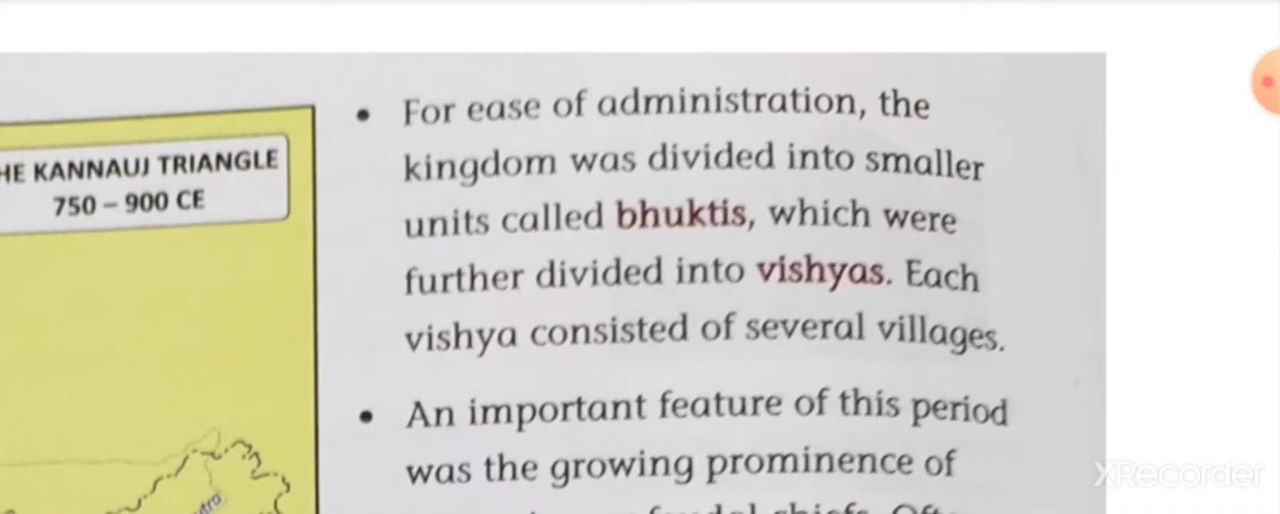 HE KANNAUJ TRIANGLE
750 – 900 CE
• For ease of administration, the
kingdom was divided into smaller
units called bhuktis, which were
further divided into vishyas. Each
vishya consisted of several villages.
• An important feature of this period
was the growing prominence of
XRecorder